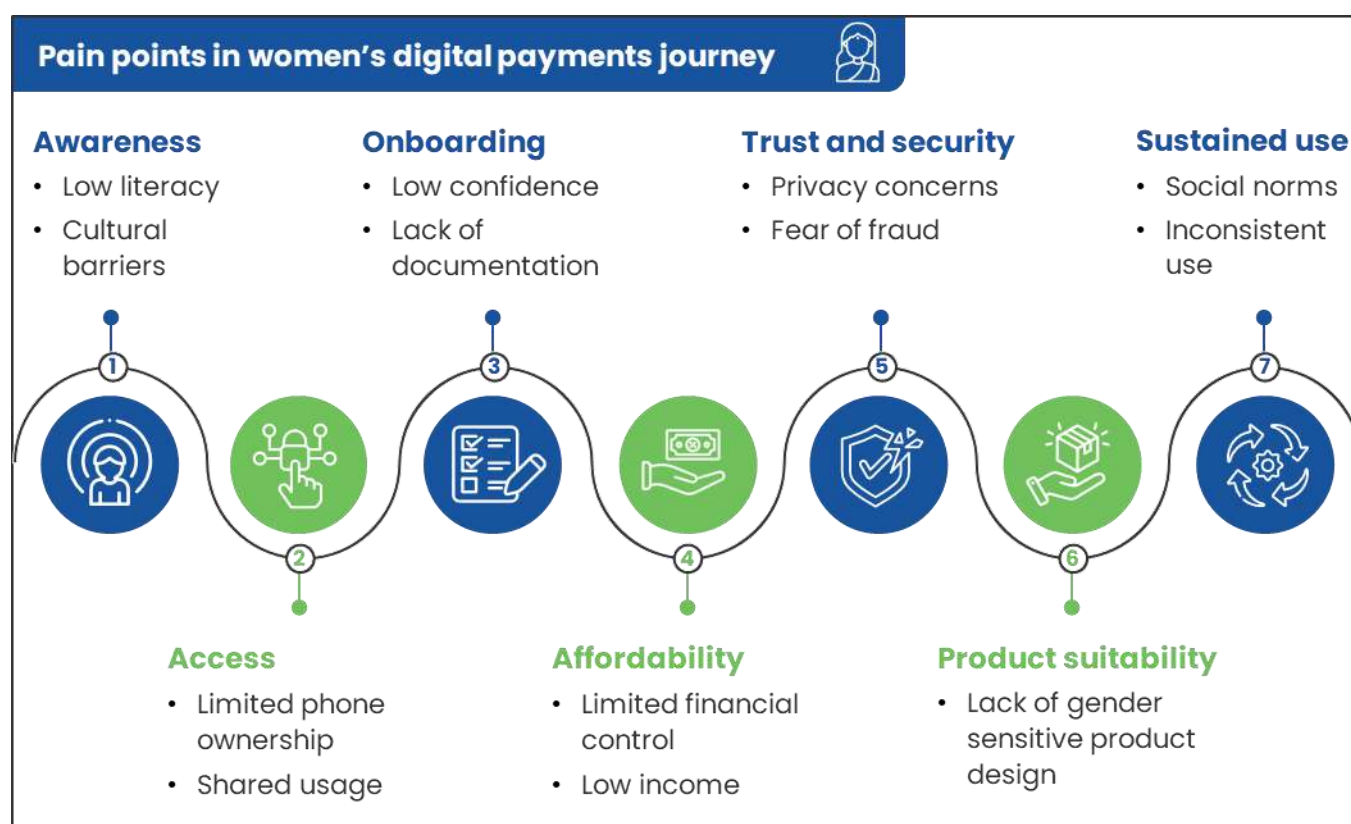 Pain points in women's digital payments journey
Awareness
• Low literacy
• Cultural
barriers
Onboarding
• Low confidence
• Lack of
documentation
Trust and security
• Privacy concerns
• Fear of fraud
Sustained use
• Social norms
• Inconsistent
use
1
3
5
7
2
4
6
Access
• Limited phone
ownership
• Shared usage
Affordability
• Limited financial
control
• Low income
Product suitability
• Lack of gender
sensitive product
design